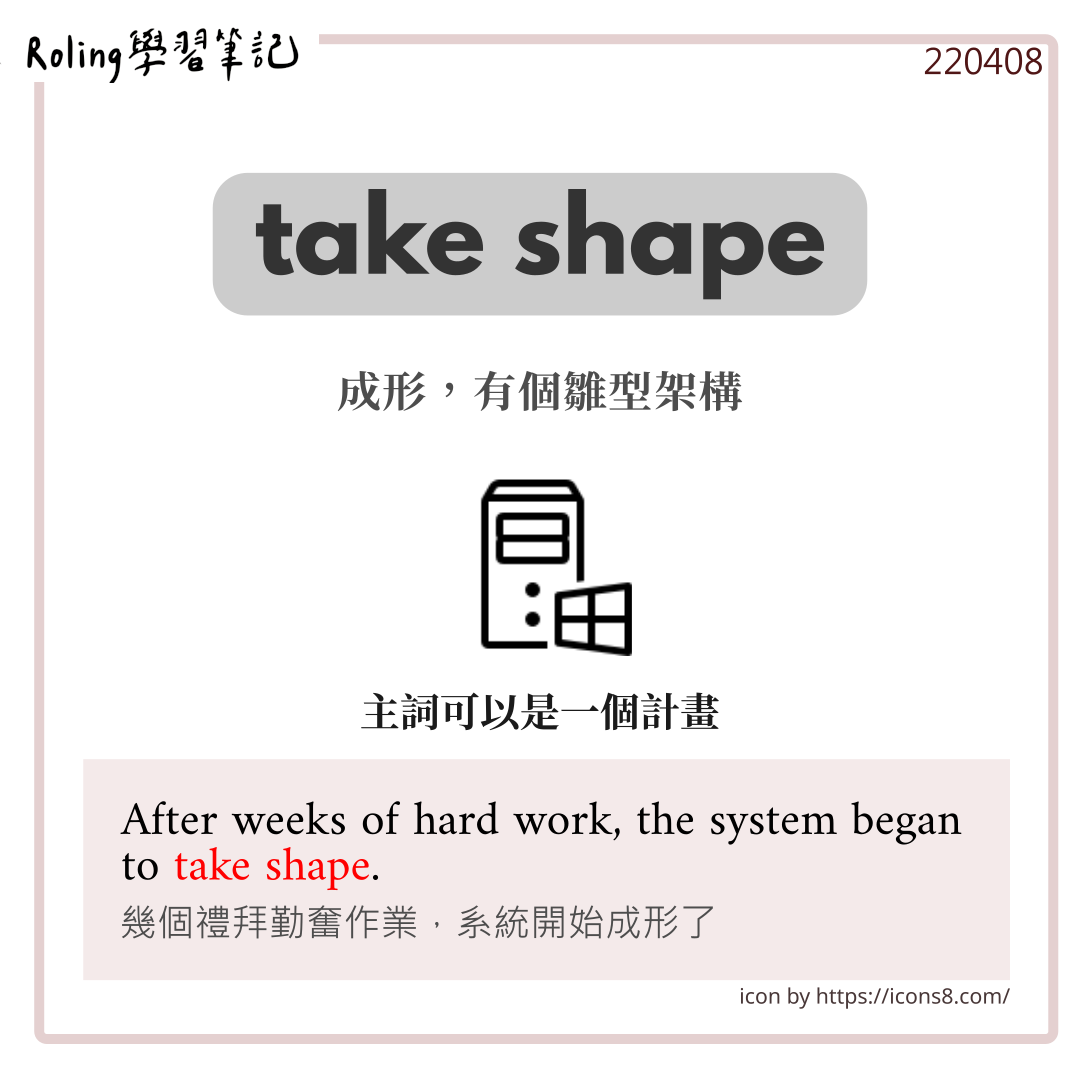 Roling學習筆記
220408
take shape
成形，有個雛型架構
主詞可以是一個計畫
After weeks of hard work, the system began
to take shape.
幾個禮拜勤奮作業，系統開始成形了
icon by https://icons8.com/